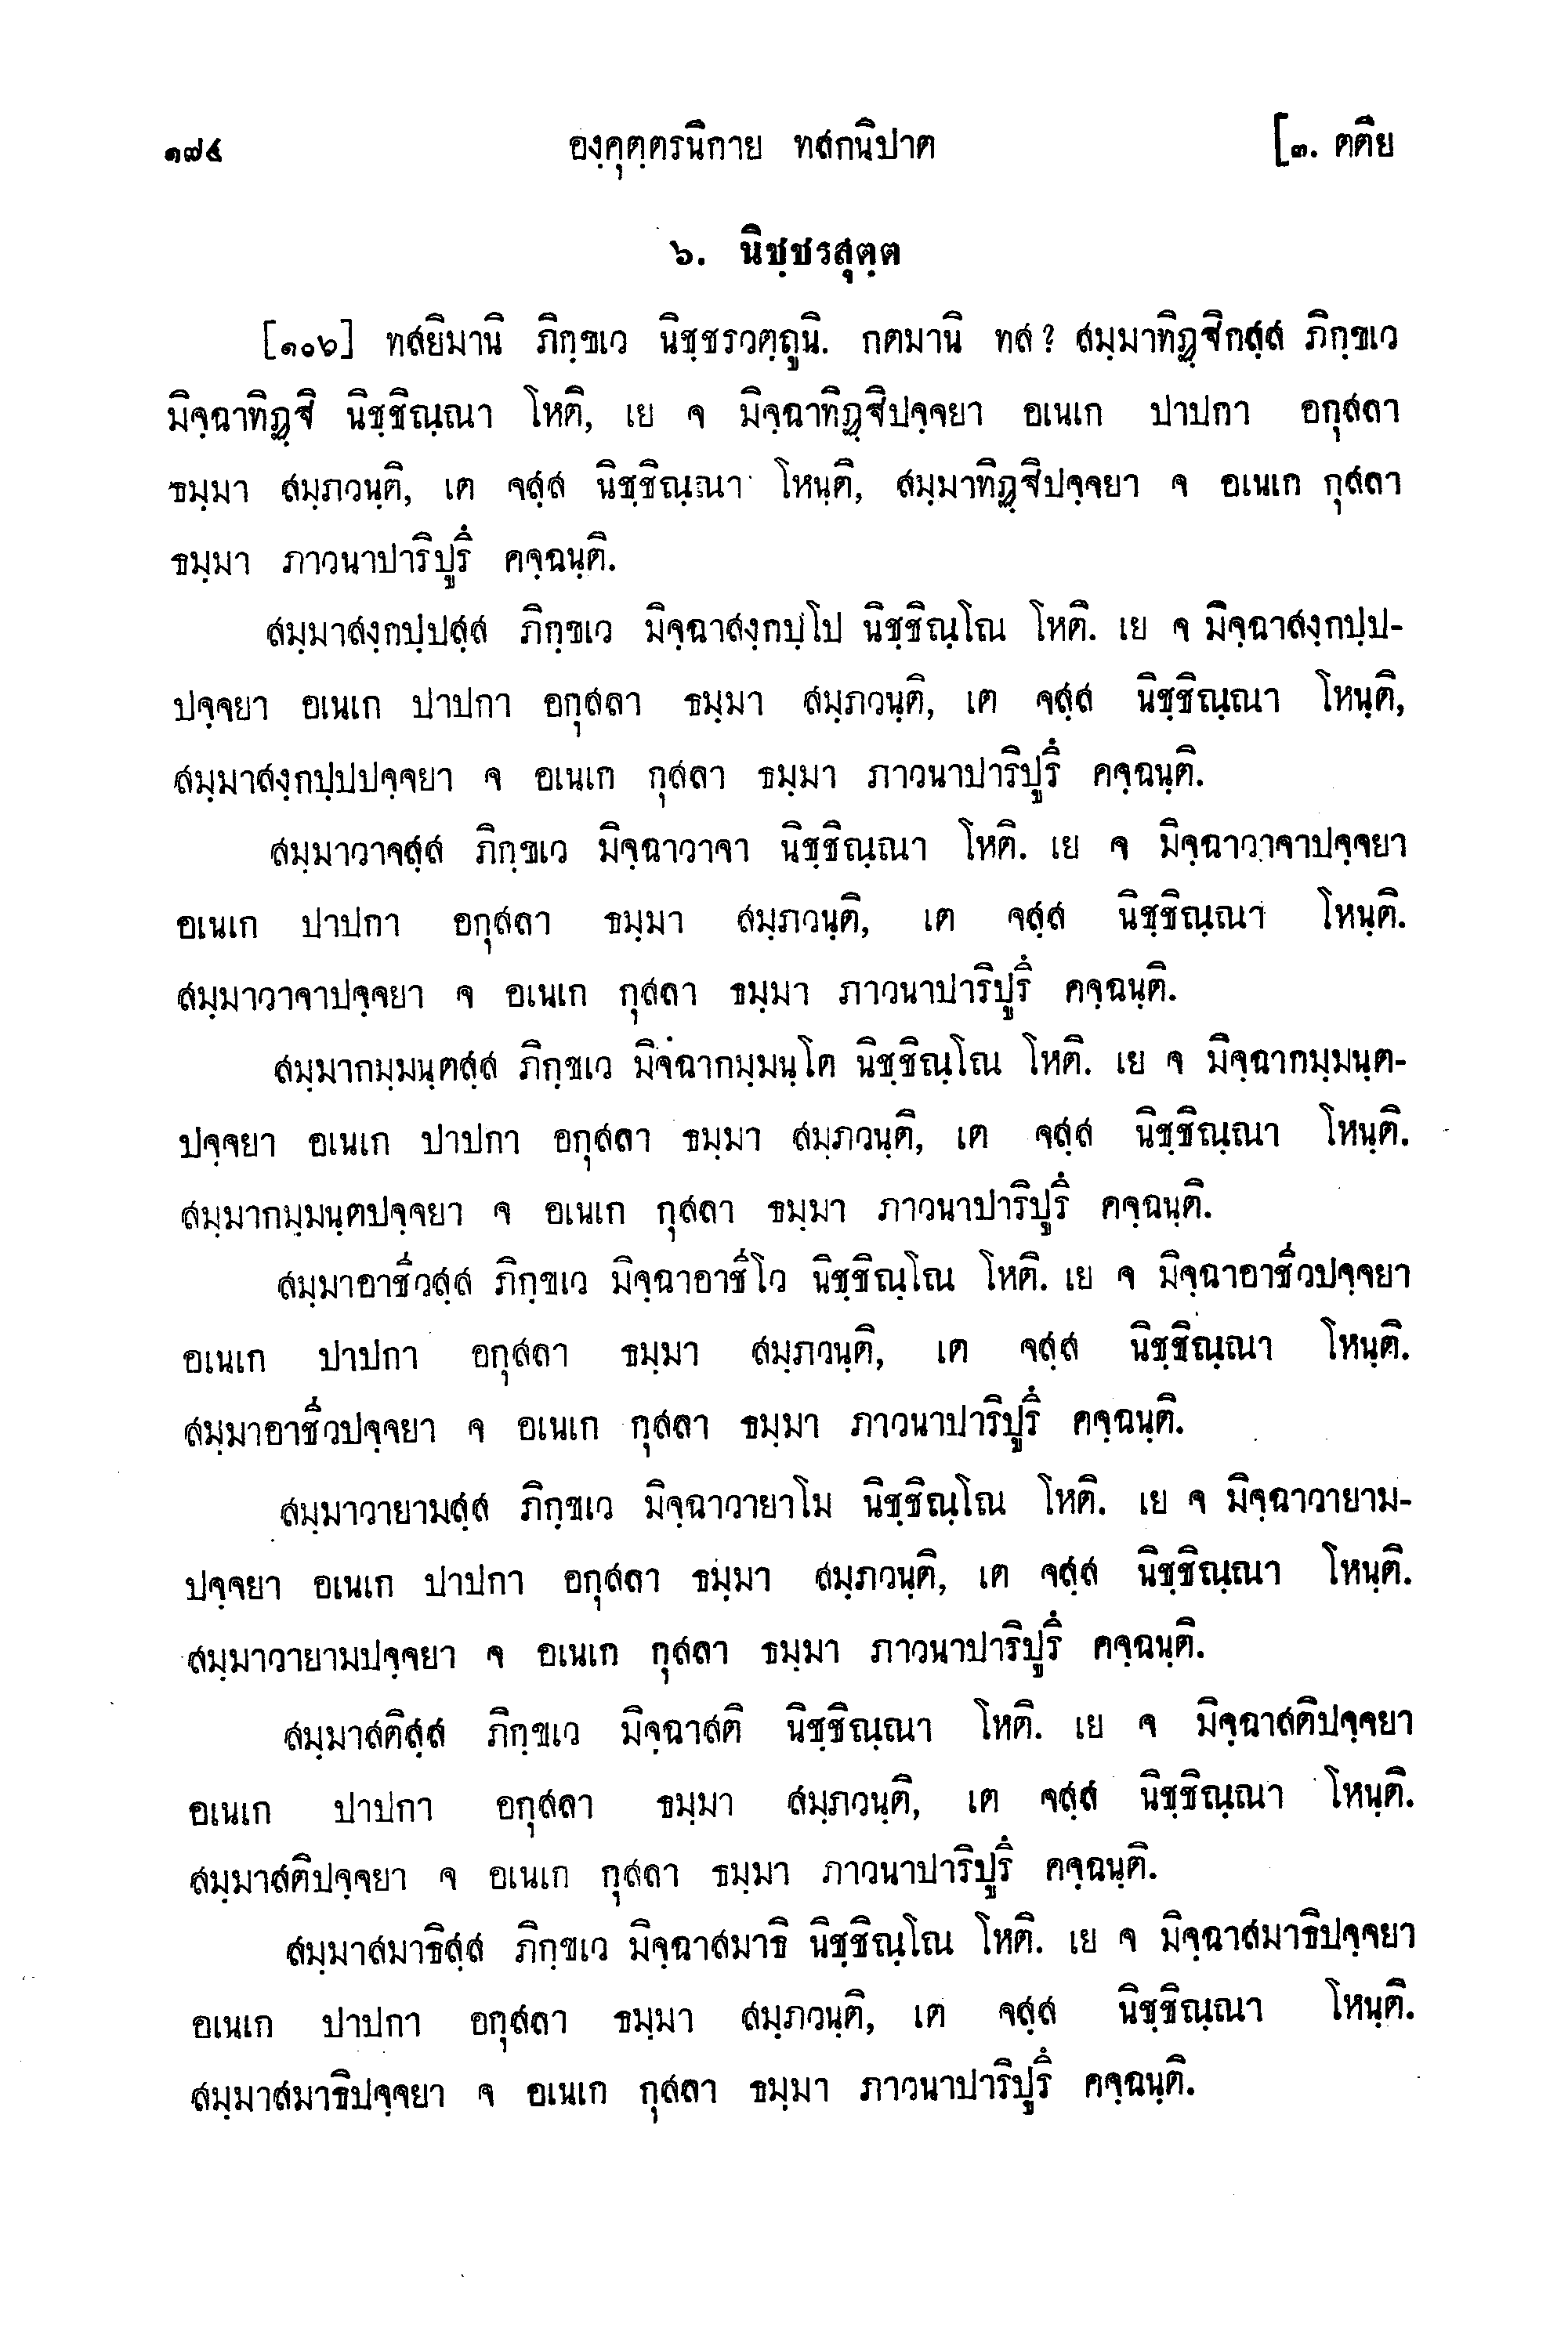 ๑๗๔ องฺคุตฺตรนิกาย ทสกนิปาต [๓. ตติย
๖. นิชฺชรสุตฺต
[๑๐๖] ทสยิมานิ ภิกฺขเว นิชฺชรวตฺถูนิ. กตมานิ ทส? สมฺมาทิฏฺฐิกสฺส ภิกฺขเว
มิจฺฉาทิฏฺฐิ นิชฺชิณฺณา โหติ, เย จ มิจฺฉาทิฏฺฐิปจฺจยา อเนเก ปาปกา อกุสลา
ธมฺมา สมฺภวนฺติ, เต จสฺส นิชฺชิณฺณา โหนฺติ, สมฺมาทิฏฺฐิปจฺจยา จ อเนเก กุสลา
ธมฺมา ภาวนาปาริปูรึ คจฺฉนฺติ.
สมฺมาสงฺกปฺปสฺส ภิกฺขเว มิจฺฉาสงฺกปฺโป นิชฺชิณฺโณ โหติ. เย จ มิจฺฉาสงฺกปฺป-
ปจฺจยา อเนเก ปาปกา อกุสลา ธมฺมา สมฺภวนฺติ, เต จสฺส นิชฺชิณฺณา โหนฺติ,
สมฺมาสงฺกปฺปปจฺจยา จ อเนเก กุสลา ธมฺมา ภาวนาปาริปูรึ คจฺฉนฺติ.
สมฺมาวาจสฺส ภิกฺขเว มิจฺฉาวาจา นิชฺชิณฺณา โหติ. เย จ มิจฺฉาวาจาปจฺจยา
อเนเก ปาปกา อกุสลา ธมฺมา สมฺภวนฺติ, เต จสฺส นิชฺชิณฺณา โหนฺติ.
สมฺมาวาจาปจฺจยา จ อเนเก กุสลา ธมฺมา ภาวนาปาริปูรึ คจฺฉนฺติ.
สมฺมากมฺมนฺตสฺส ภิกฺขเว มิจฺฉากมฺมนฺโต นิชฺชิณฺโณ โหติ. เย จ มิจฺฉากมฺมนฺต-
ปจฺจยา อเนเก ปาปกา อกุสลา ธมฺมา สมฺภวนฺติ, เต จสฺส นิชฺชิณฺณา โหนฺติ.
สมฺมากมฺมนฺตปจฺจยา จ อเนเก กุสลา ธมฺมา ภาวนาปาริปูรึ คจฺฉนฺติ.
สมฺมาอาชีวสฺส ภิกฺขเว มิจฺฉาอาชีโว นิชฺชิณฺโณ โหติ. เย จ มิจฺฉาอาชีวปจฺจยา
อเนเก ปาปกา อกุสลา ธมฺมา สมฺภวนฺติ, เต จสฺส นิชฺชิณฺณา โหนฺติ.
สมฺมาอาชีวปจฺจยา จ อเนเก กุสลา ธมฺมา ภาวนาปาริปูรึ คจฺฉนฺติ.
สมฺมาวายามสฺส ภิกฺขเว มิจฺฉาวายาโม นิชฺชิณฺโณ โหติ. เย จ มิจฺฉาวายาม-
ปจฺจยา อเนเก ปาปกา อกุสลา ธมฺมา สมฺภวนฺติ, เต จสฺส นิชฺชิณฺณา โหนฺติ.
สมฺมาวายามปจฺจยา จ อเนเก กุสลา ธมฺมา ภาวนาปาริปูรึ คจฺฉนฺติ.
สมฺมาสติสฺส ภิกฺขเว มิจฺฉาสติ นิชฺชิณฺณา โหติ. เย จ มิจฺฉาสติปจฺจยา
อเนเก ปาปกา อกุสลา ธมฺมา สมฺภวนฺติ, เต จสฺส นิชฺชิณฺณา โหนฺติ.
สมฺมาสติปจฺจยา จ อเนเก กุสลา ธมฺมา ภาวนาปาริปูรึ คจฺฉนฺติ.
สมฺมาสมาธิสฺส ภิกฺขเว มิจฺฉาสมาธิ นิชฺชิณฺโณ โหติ. เย จ มิจฺฉาสมาธิปจฺจยา
อเนเก ปาปกา อกุสลา ธมฺมา สมฺภวนฺติ, เต จสฺส นิชฺชิณฺณา โหนฺติ.
สมฺมาสมาธิปจฺจยา จ อเนเก กุสลา ธมฺมา ภาวนาปาริปูรึ คจฺฉนฺติ.